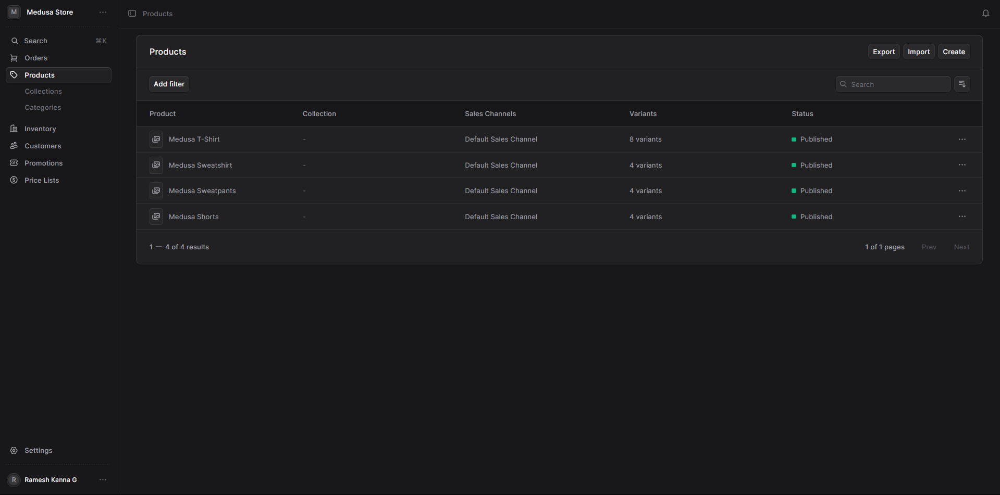 M Medusa Store
Search ⌘K
Orders
Products
Collections
Categories
Inventory
Customers
Promotions
Price Lists
Settings
R Ramesh Kanna G
Products
Products
Export Import Create
Add filter
Search
Product Collection Sales Channels Variants Status
Medusa T-Shirt - Default Sales Channel 8 variants Published
Medusa Sweatshirt - Default Sales Channel 4 variants Published
Medusa Sweatpants - Default Sales Channel 4 variants Published
Medusa Shorts - Default Sales Channel 4 variants Published
1 — 4 of 4 results
1 of 1 pages Prev Next